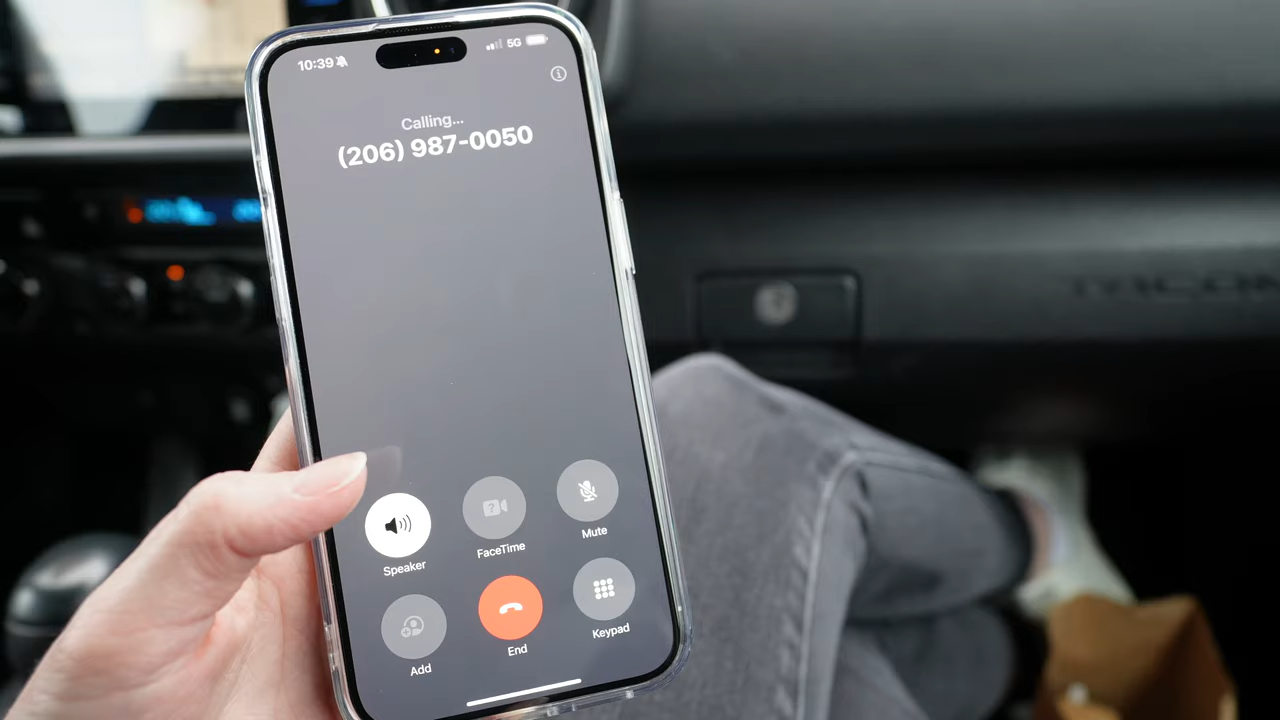 10:39
5G
Calling...
(206) 987-0050
Speaker
FaceTime
Mute
Add
End
Keypad